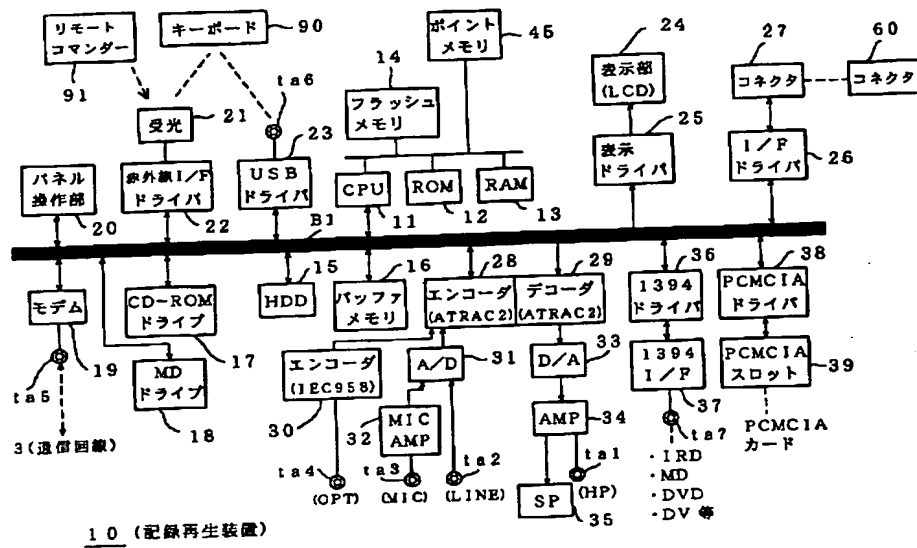 リモート
コマンダー
91
キーボード
90
ポイント
メモリ
45
14
フラッシュ
メモリ
24
表示部
(LCD)
27
コネクタ
60
コネクタ
ta6
受光
21
23
25
パネル
操作部
20
赤外線I/F
ドライバ
22
USB
ドライバ
CPU
11
ROM
12
RAM
13
表示
ドライバ
I/F
ドライバ
26
B1
モデム
19
CD-ROM
ドライブ
17
15
HDD
16
バッファ
メモリ
28
エンコーダ
(ATRAC2)
29
デコーダ
(ATRAC2)
36
1394
ドライバ
38
PCMCIA
ドライバ
ta5
MD
ドライブ
18
エンコーダ
(IEC958)
30
A/D
31
D/A
33
1394
I/F
37
PCMCIA
スロット
39
3(通信回線)
32
MIC
AMP
AMP
34
ta7
PCMCIA
カード
ta4
(OPT)
ta3
(MIC)
ta2
(LINE)
SP
35
ta1
(HP)
・IRD
・MD
・DVD
・DV等
10 (記録再生装置)